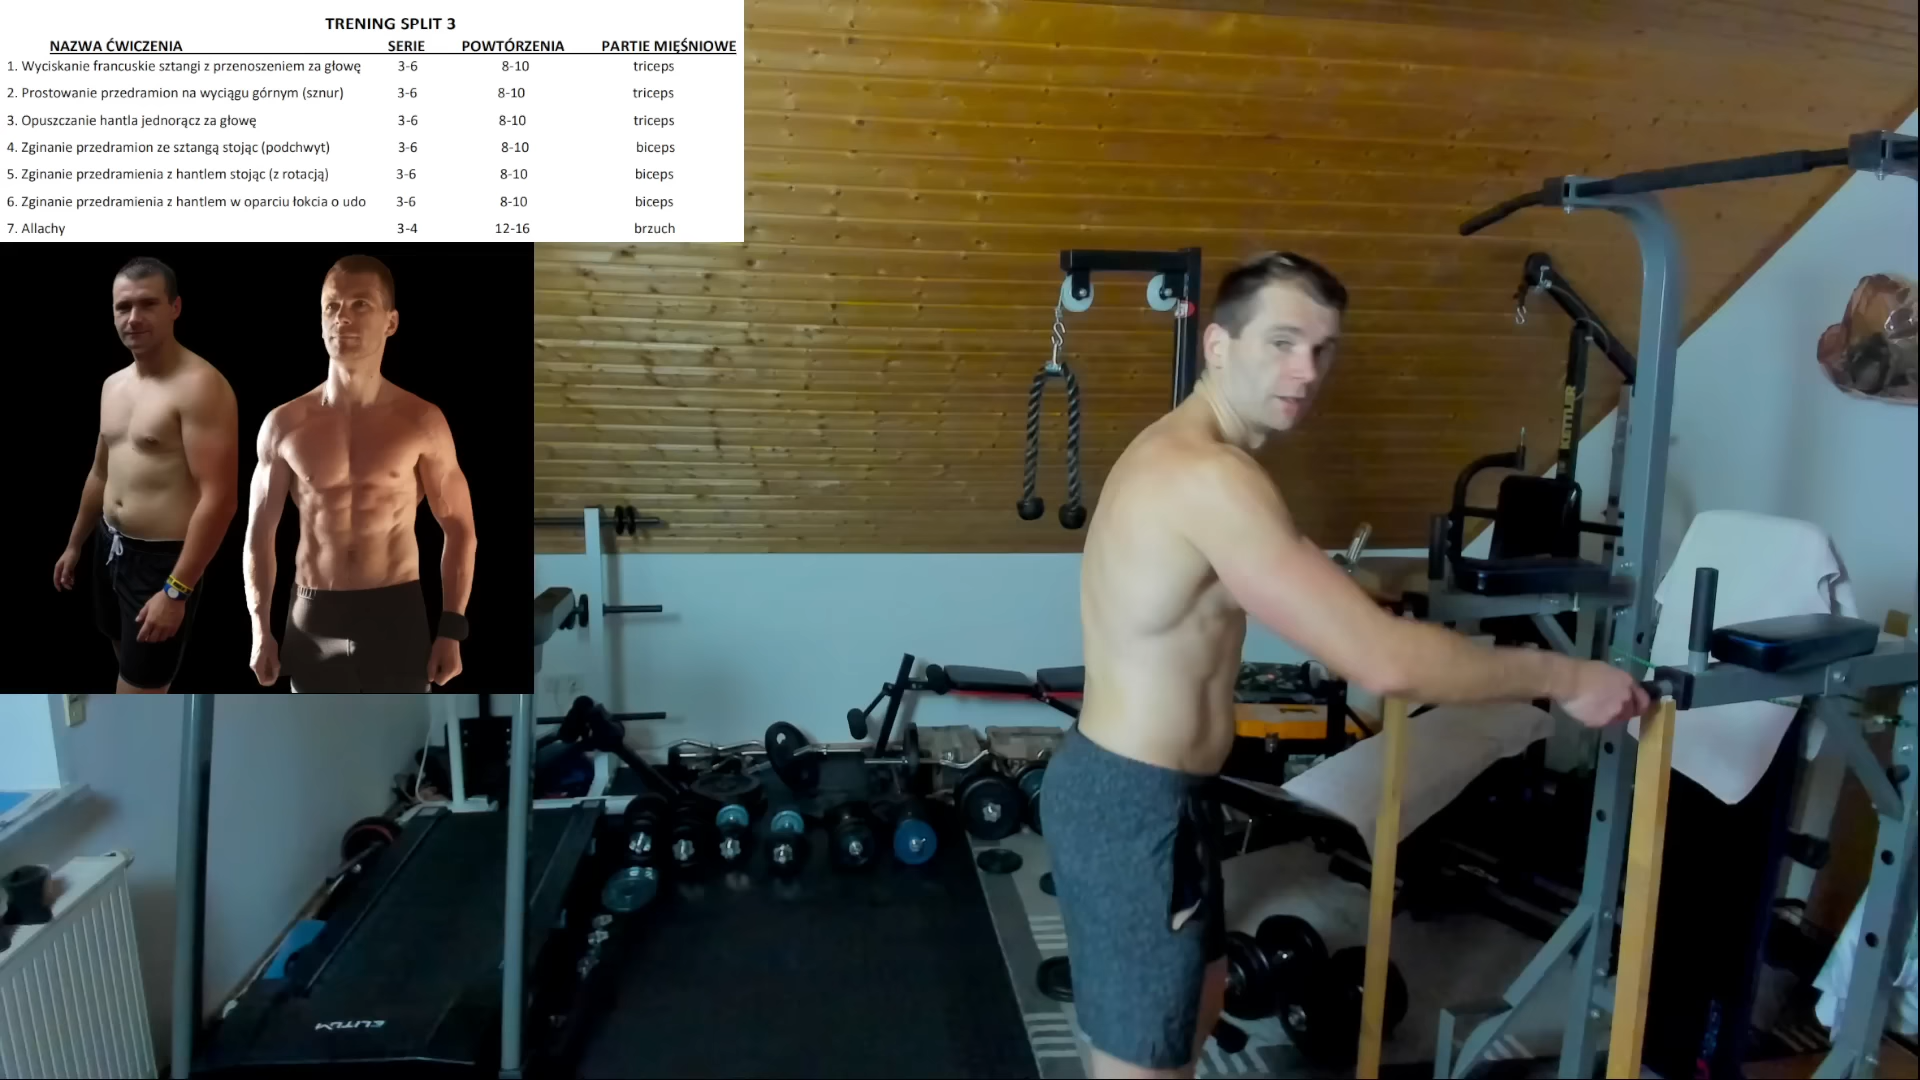 TRENING SPLIT 3
NAZWA ĆWICZENIA SERIE POWTÓRZENIA PARTIE MIĘŚNIOWE
1. Wyciskanie francuskie sztangi z przenoszeniem za głowę 3-6 8-10 triceps
2. Prostowanie przedramion na wyciągu górnym (sznur) 3-6 8-10 triceps
3. Opuszczanie hantla jednorącz za głowę 3-6 8-10 triceps
4. Zginanie przedramion ze sztangą stojąc (podchwyt) 3-6 8-10 biceps
5. Zginanie przedramienia z hantlem stojąc (z rotacją) 3-6 8-10 biceps
6. Zginanie przedramienia z hantlem w oparciu łokcia o udo 3-6 8-10 biceps
7. Allachy 3-4 12-16 brzuch
KETTLER
ELITUM